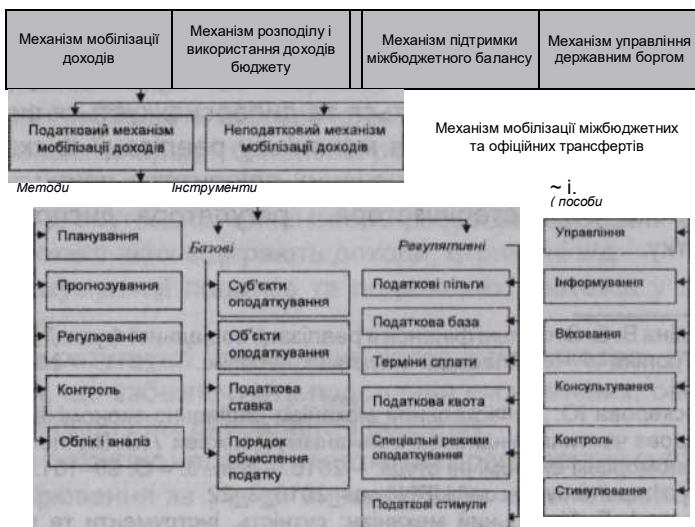 Механізм мобілізації
доходів
Механізм розподілу і
використання доходів
бюджету
Механізм підтримки
міжбюджетного балансу
Механізм управління
державним боргом
Податковий механізм
мобілізації доходів
Неподатковий механізм
мобілізації доходів
Механізм мобілізації міжбюджетних
та офіційних трансфертів
Методи
Інструменти
~ і.
( пособи
Планування
Прогнозування
Регулювання
Контроль
Облік і аналіз
Базові
Суб'єкти
оподаткування
Об'єкти
оподаткування
Податкова
ставка
Порядок
обчислення
податку
Регулятивні
Податкові пільги
Податкова база
Терміни сплати
Податкова квота
Спеціальні режими
оподаткування
Податкові стимули
Управління
Інформування
Виховання
Консультування
Контроль
Стимулювання